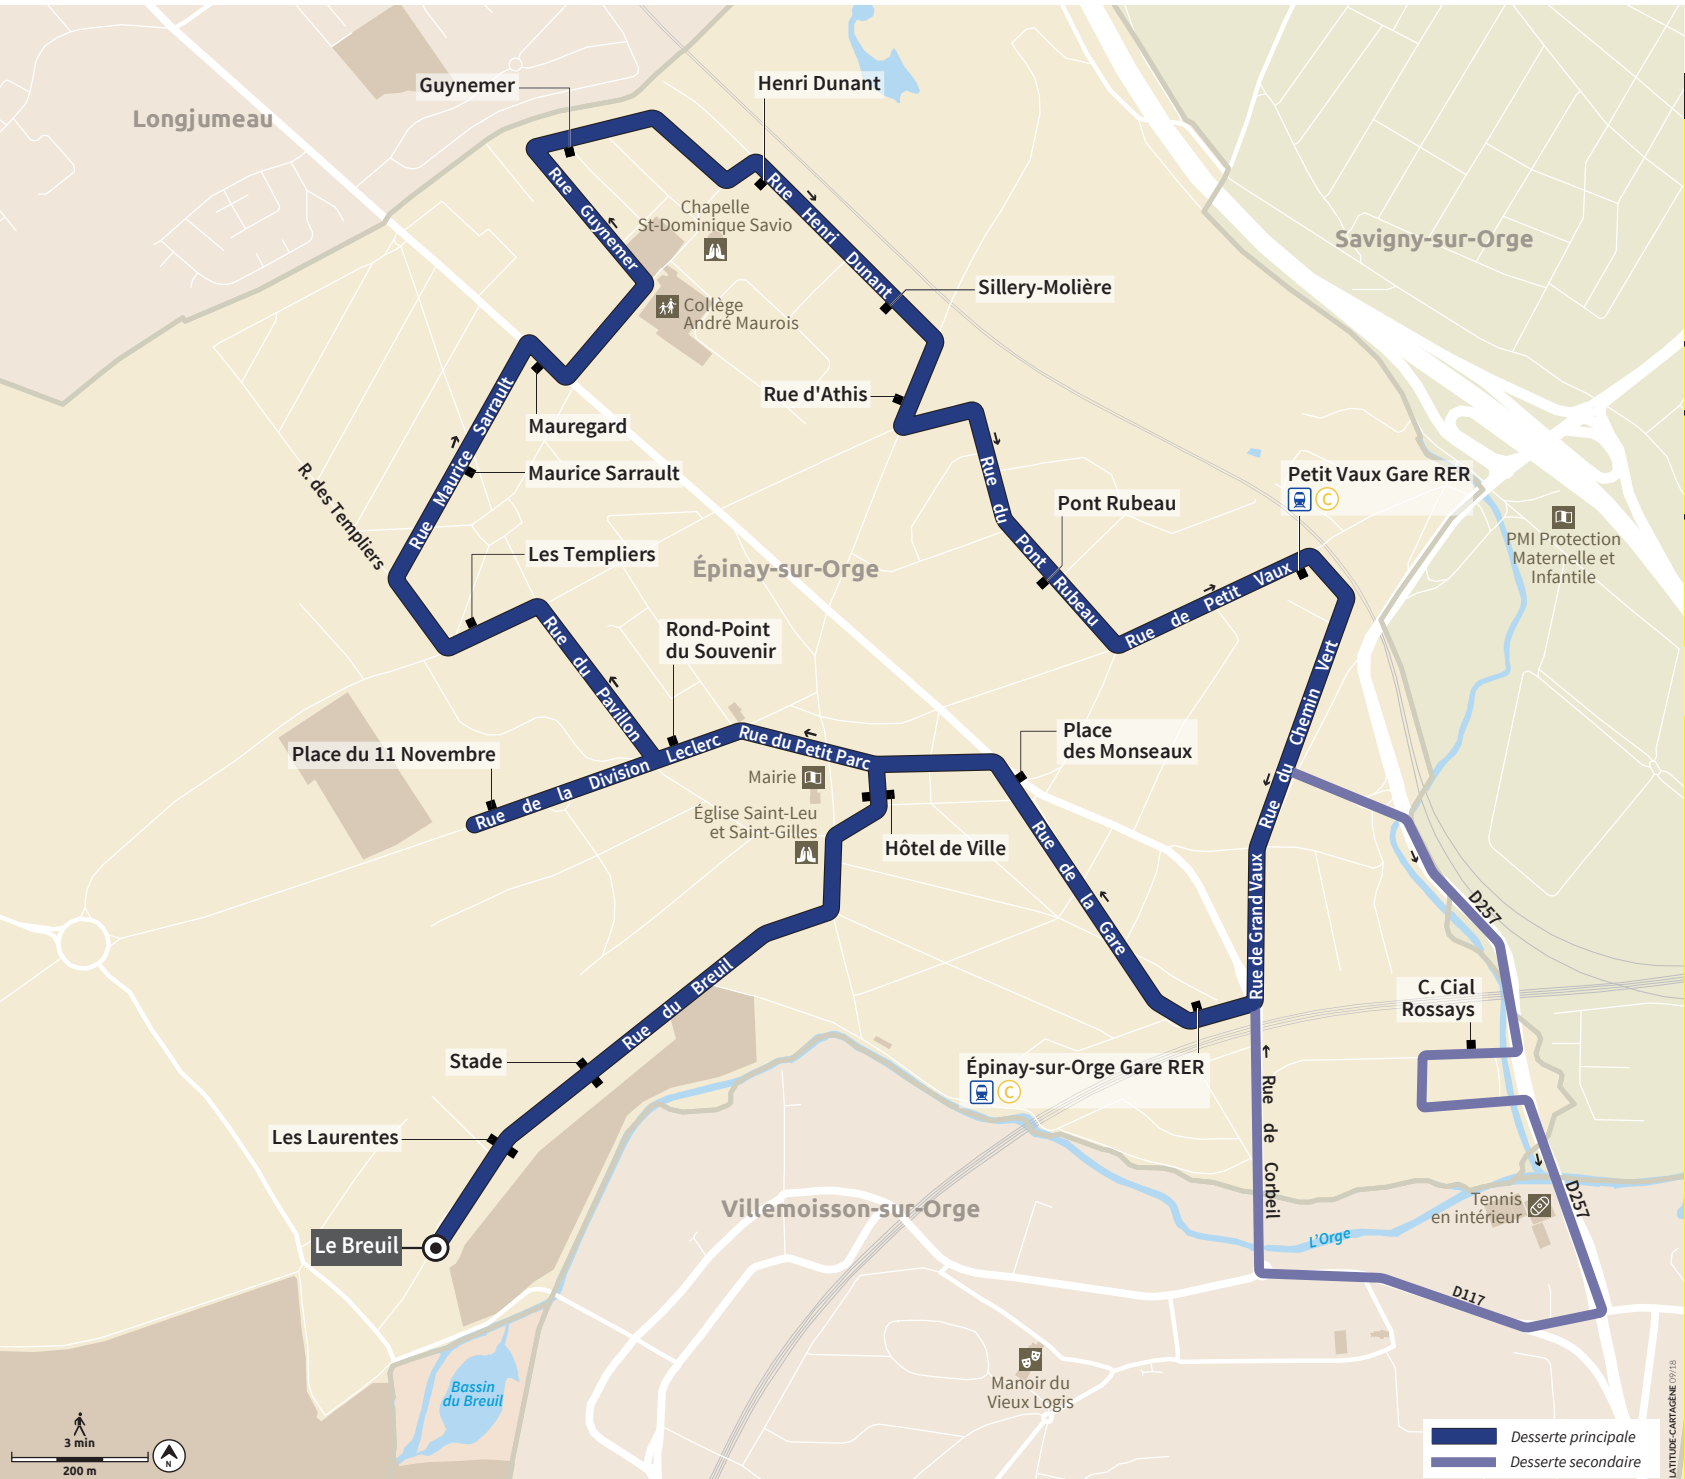 Guynemer
Henri Dunant
Longjumeau
Rue Guynemer
Rue Henri Dunant
Chapelle
St-Dominique Savio
Savigny-sur-Orge
Sillery-Molière
Collège
André Maurois
Rue d'Athis
Mauregard
Rue Maurice Sarrault
Maurice Sarrault
R. des Templiers
Rue du Pont Rubeau
Petit Vaux Gare RER
C
Pont Rubeau
PMI Protection
Maternelle et
Infantile
Les Templiers
Épinay-sur-Orge
Rue de Petit Vaux
Rond-Point
du Souvenir
Rue du Pavillon
Rue du Chemin Vert
Place du 11 Novembre
Rue de la Division Leclerc
Rue du Petit Parc
Place
des Monseaux
Mairie
Église Saint-Leu
et Saint-Gilles
Hôtel de Ville
Rue de la Gare
Rue de Grand Vaux
D257
C. Cial
Rossays
Rue du Breuil
Stade
Épinay-sur-Orge Gare RER
C
Rue de Corbeil
Les Laurentes
Villemoisson-sur-Orge
Tennis
en intérieur
D257
L'Orge
Le Breuil
D117
Manoir du
Vieux Logis
Bassin
du Breuil
3 min
200 m
N
Desserte principale
Desserte secondaire
LATITUDE-CARTAGÈNE 09/18